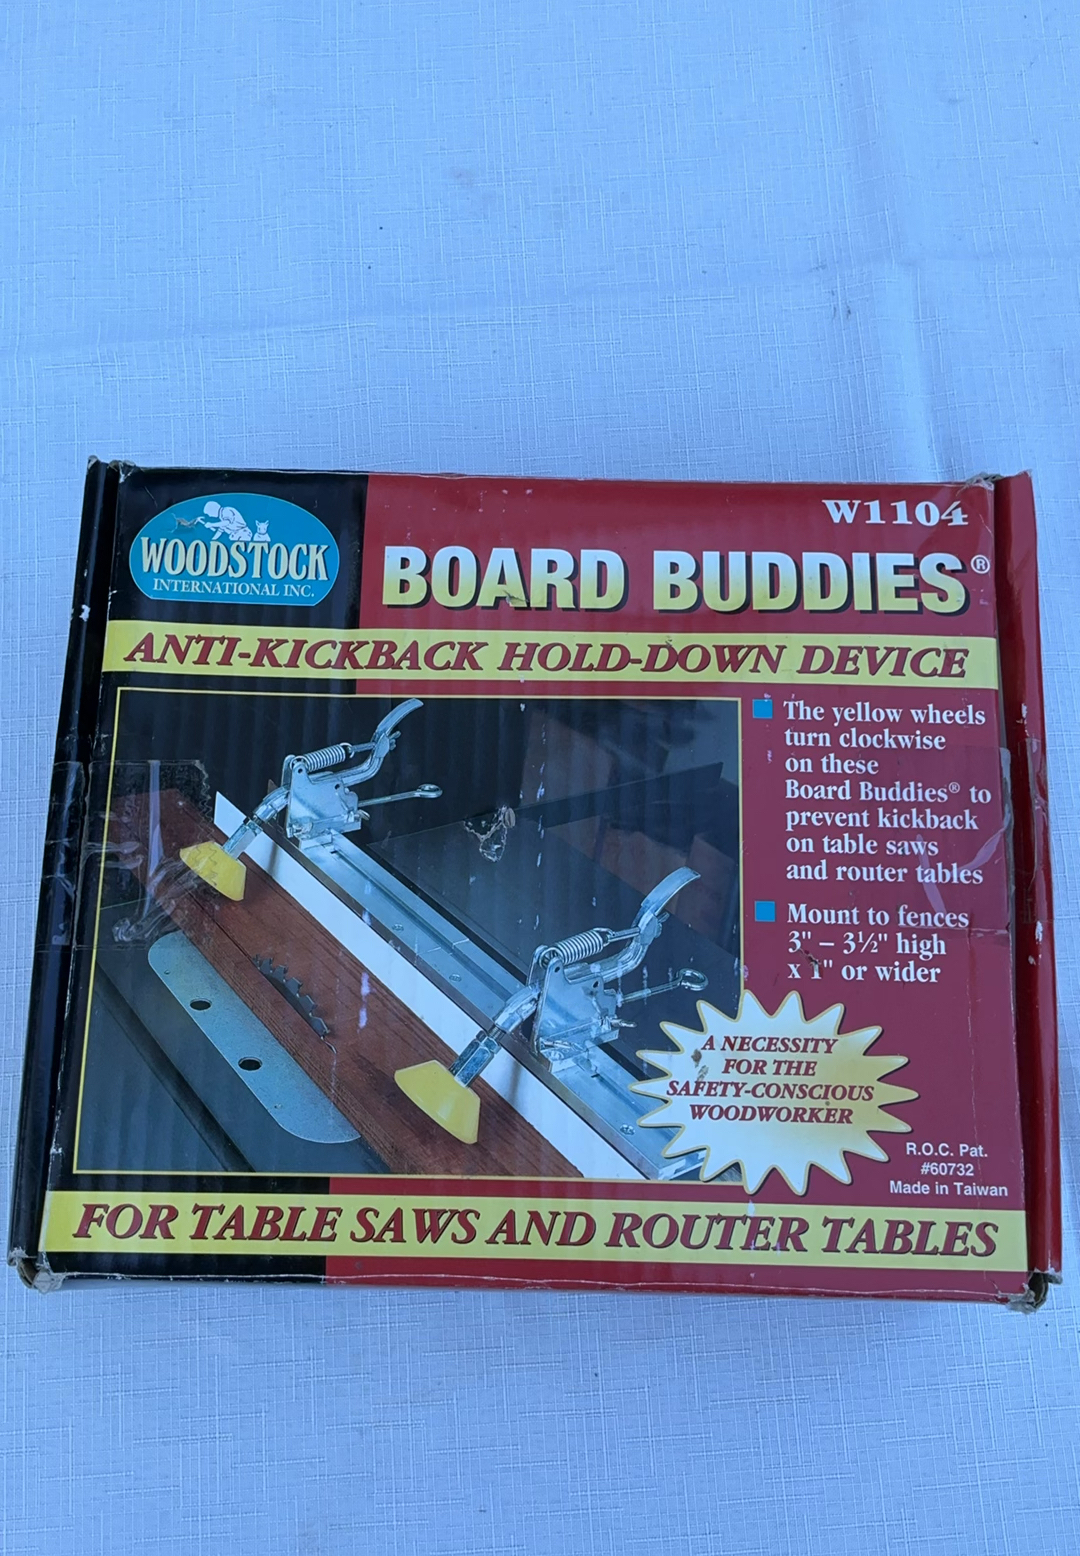 W1104
WOODSTOCK
INTERNATIONAL INC.
BOARD BUDDIES®
ANTI-KICKBACK HOLD-DOWN DEVICE
The yellow wheels
turn clockwise
on these
Board Buddies® to
prevent kickback
on table saws
and router tables
Mount to fences
3" – 3½" high
x 1" or wider
A NECESSITY
FOR THE
SAFETY-CONSCIOUS
WOODWORKER
R.O.C. Pat.
#60732
Made in Taiwan
FOR TABLE SAWS AND ROUTER TABLES